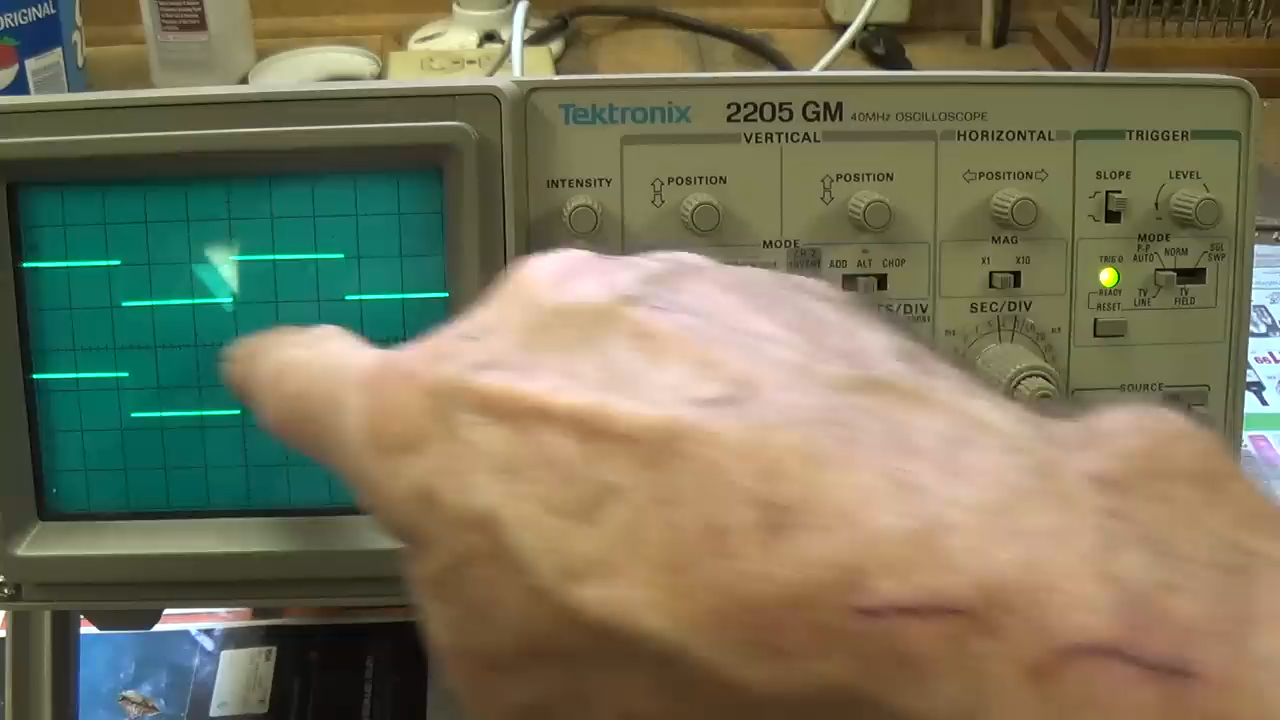 ORIGINAL
Tektronix 2205 GM 40MHz OSCILLOSCOPE
VERTICAL HORIZONTAL TRIGGER
INTENSITY POSITION POSITION POSITION SLOPE LEVEL
MODE MAG MODE
ADD ALT CHOP X1 X10
P-P AUTO NORM SGL SWP
TRIG'D
READY
TV LINE TV FIELD
RESET
S/DIV SEC/DIV
SOURCE